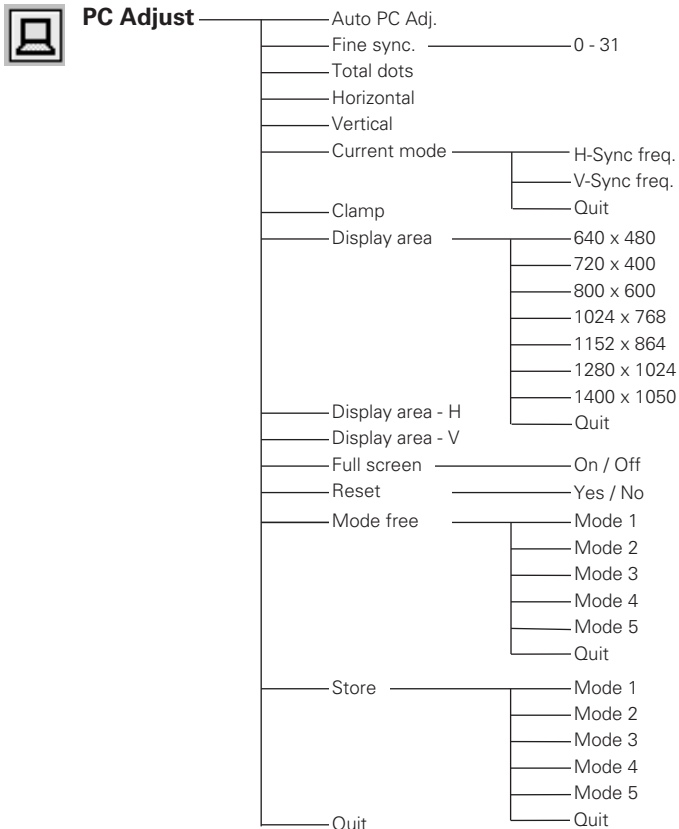 PC Adjust
Auto PC Adj.
Fine sync.
0 - 31
Total dots
Horizontal
Vertical
Current mode
H-Sync freq.
V-Sync freq.
Quit
Clamp
Display area
640 x 480
720 x 400
800 x 600
1024 x 768
1152 x 864
1280 x 1024
1400 x 1050
Quit
Display area - H
Display area - V
Full screen
On / Off
Reset
Yes / No
Mode free
Mode 1
Mode 2
Mode 3
Mode 4
Mode 5
Quit
Store
Mode 1
Mode 2
Mode 3
Mode 4
Mode 5
Quit
Quit